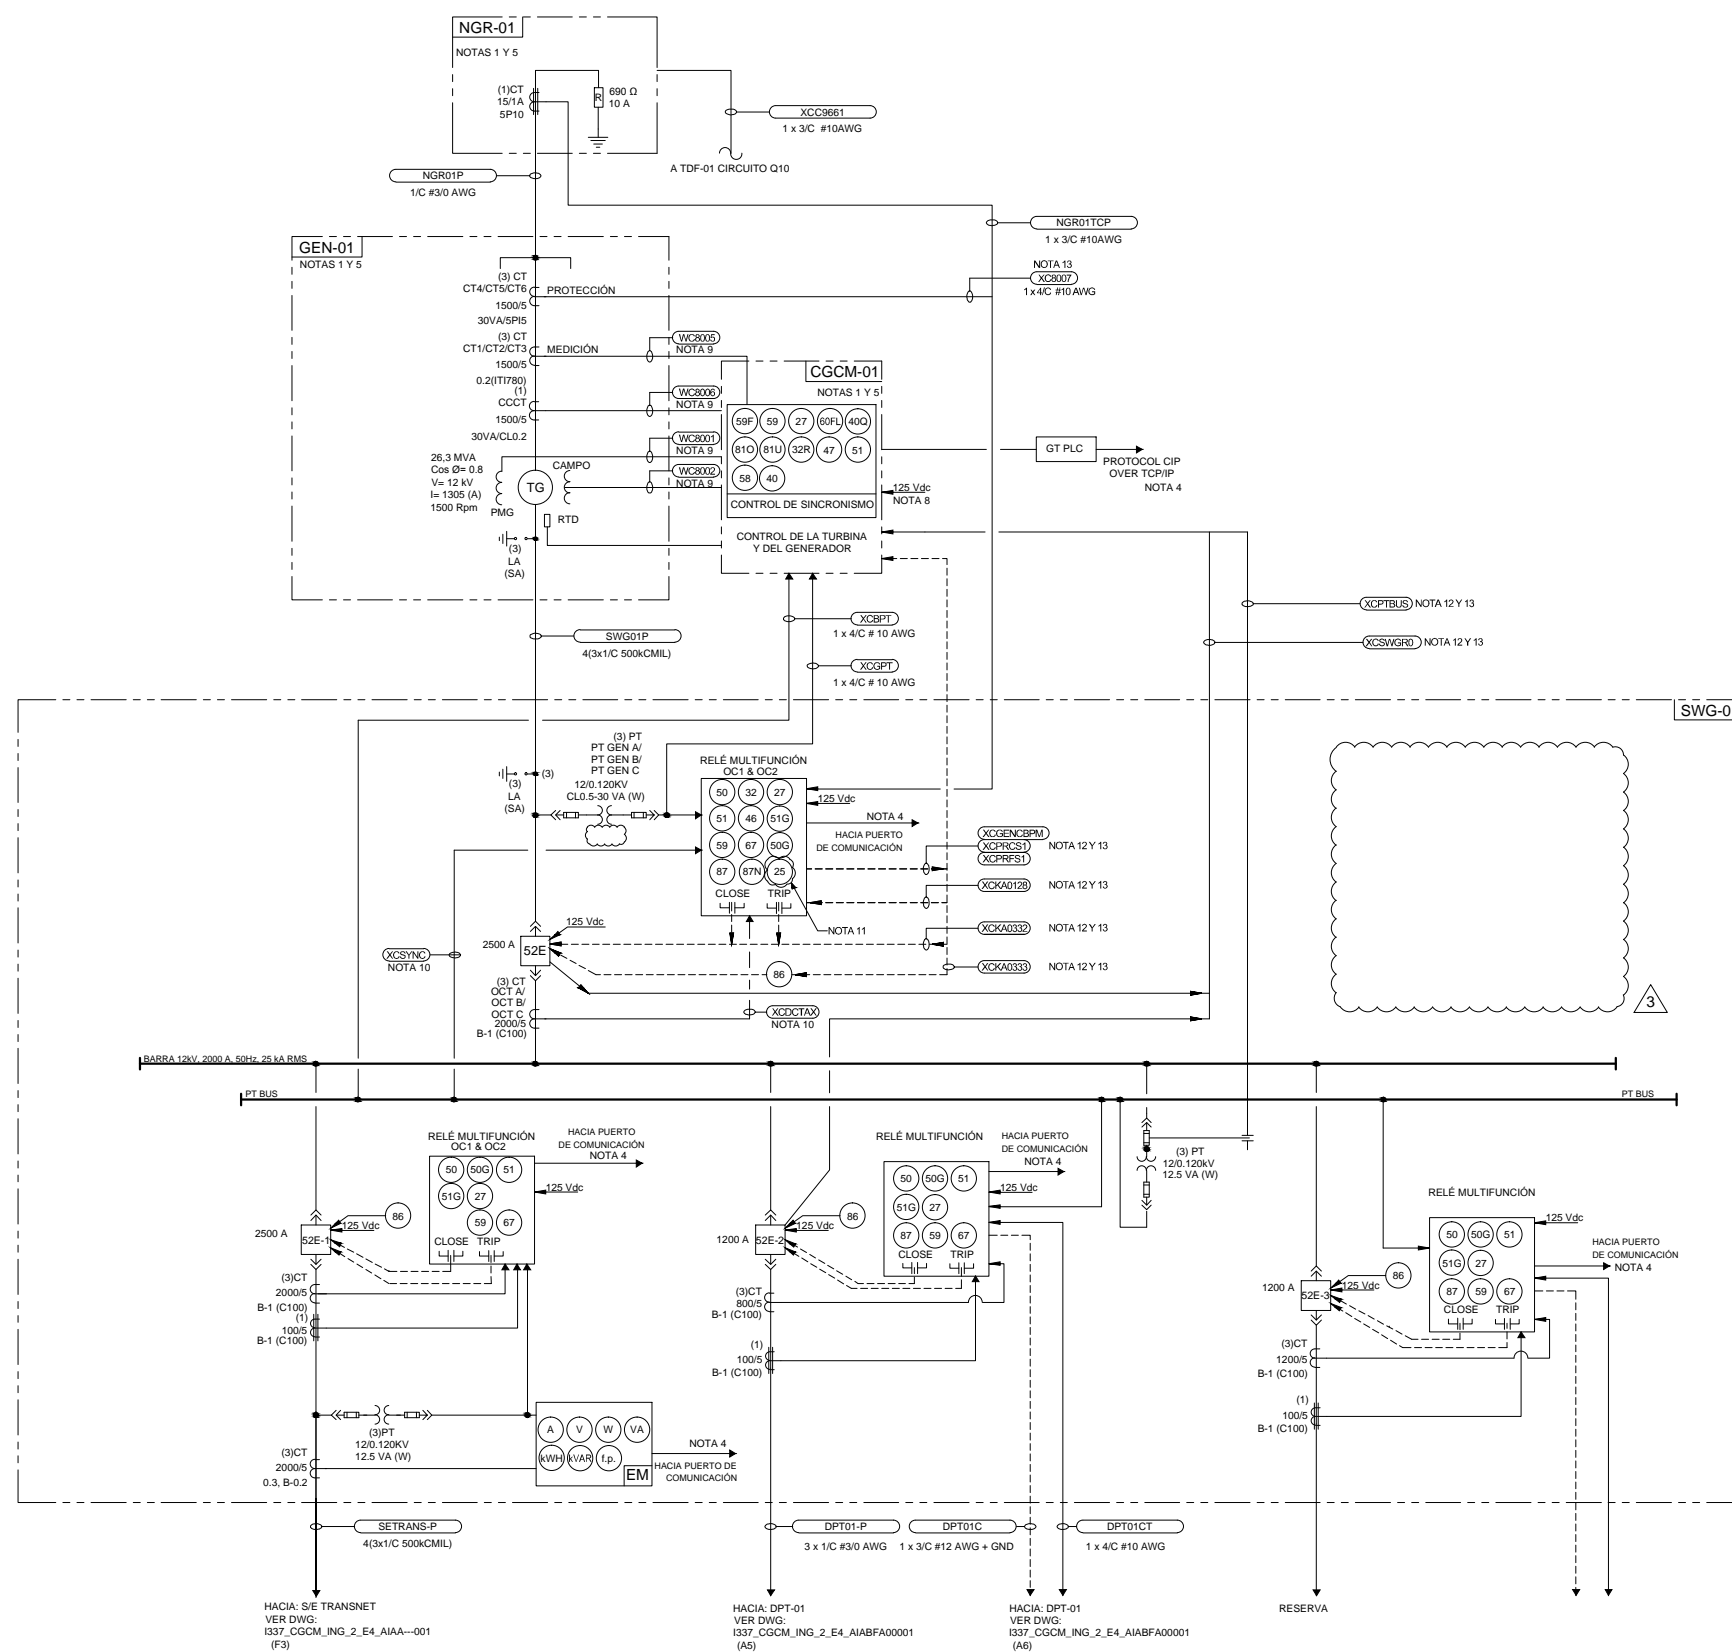 NGR-01
NOTAS 1 Y 5
(1)CT
15/1A
5P10
R
690 Ω
10 A
XCC9661
1 x 3/C #10AWG
A TDF-01 CIRCUITO Q10
NGR01P
1/C #3/0 AWG
NGR01TCP
1 x 3/C #10AWG
GEN-01
NOTAS 1 Y 5
(3) CT
CT4/CT5/CT6
1500/5
30VA/5PI5
PROTECCIÓN
NOTA 13
XC8007
1 x 4/C #10 AWG
(3) CT
CT1/CT2/CT3
1500/5
0.2(ITI780)
MEDICIÓN
WC8005
NOTA 9
(1)
CCCT
1500/5
30VA/CL0.2
WC8006
NOTA 9
WC8001
NOTA 9
WC8002
NOTA 9
26,3 MVA
Cos Ø= 0.8
V= 12 kV
I= 1305 (A)
1500 Rpm
PMG
TG
CAMPO
RTD
(3)
LA
(SA)
CGCM-01
NOTAS 1 Y 5
59F
59
27
60FL
40Q
81O
81U
32R
47
51
58
40
CONTROL DE SINCRONISMO
CONTROL DE LA TURBINA
Y DEL GENERADOR
125 Vdc
NOTA 8
GT PLC
PROTOCOL CIP
OVER TCP/IP
NOTA 4
XCPTBUS
NOTA 12 Y 13
XCSWGR0
NOTA 12 Y 13
XCBPT
1 x 4/C # 10 AWG
XCGPT
1 x 4/C # 10 AWG
SWG01P
4(3x1/C 500kCMIL)
SWG-0
(3)
(3)
LA
(SA)
(3) PT
PT GEN A/
PT GEN B/
PT GEN C
12/0.120KV
CL0.5-30 VA (W)
RELÉ MULTIFUNCIÓN
OC1 & OC2
50
32
27
51
46
51G
59
67
50G
87
87N
25
CLOSE
TRIP
125 Vdc
NOTA 4
HACIA PUERTO
DE COMUNICACIÓN
XCGENCBPM
XCPRCS1
XCPRFS1
NOTA 12 Y 13
XCKA0128
NOTA 12 Y 13
NOTA 11
XCKA0332
NOTA 12 Y 13
XCKA0333
NOTA 12 Y 13
2500 A
52E
125 Vdc
86
XCSYNC
NOTA 10
(3) CT
OCT A/
OCT B/
OCT C
2000/5
B-1 (C100)
XCDCTAX
NOTA 10
3
BARRA 12kV, 2000 A, 50Hz, 25 kA RMS
PT BUS
PT BUS
RELÉ MULTIFUNCIÓN
OC1 & OC2
50
50G
51
51G
27
59
67
CLOSE
TRIP
HACIA PUERTO
DE COMUNICACIÓN
NOTA 4
125 Vdc
2500 A
52E-1
86
125 Vdc
(3)CT
2000/5
B-1 (C100)
(1)
100/5
B-1 (C100)
(3)PT
12/0.120KV
12.5 VA (W)
(3)CT
2000/5
0.3, B-0.2
A
V
W
VA
kWH
kVAR
f.p.
EM
NOTA 4
HACIA PUERTO DE
COMUNICACIÓN
RELÉ MULTIFUNCIÓN
50
50G
51
51G
27
87
59
67
CLOSE
TRIP
HACIA PUERTO
DE COMUNICACIÓN
NOTA 4
125 Vdc
1200 A
52E-2
86
125 Vdc
(3)CT
800/5
B-1 (C100)
(1)
100/5
B-1 (C100)
(3) PT
12/0.120kV
12.5 VA (W)
RELÉ MULTIFUNCIÓN
50
50G
51
51G
27
87
59
67
CLOSE
TRIP
125 Vdc
HACIA PUERTO
DE COMUNICACIÓN
NOTA 4
1200 A
52E-3
86
125 Vdc
(3)CT
1200/5
B-1 (C100)
(1)
100/5
B-1 (C100)
SETRANS-P
4(3x1/C 500kCMIL)
DPT01-P
3 x 1/C #3/0 AWG
DPT01C
1 x 3/C #12 AWG + GND
DPT01CT
1 x 4/C #10 AWG
HACIA: S/E TRANSNET
VER DWG:
I337_CGCM_ING_2_E4_AIAA---001
(F3)
HACIA: DPT-01
VER DWG:
I337_CGCM_ING_2_E4_AIABFA00001
(A5)
HACIA: DPT-01
VER DWG:
I337_CGCM_ING_2_E4_AIABFA00001
(A6)
RESERVA